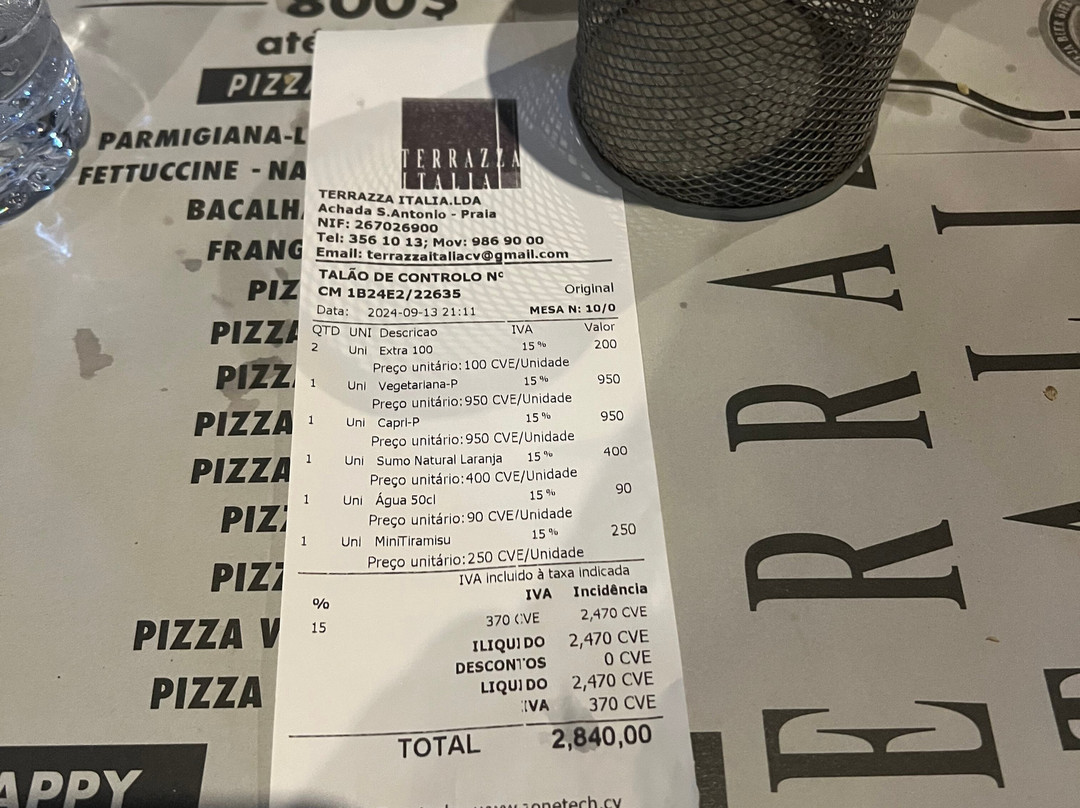 800$
até
PIZZ
PARMIGIANA-L
FETTUCCINE - NA
BACALH
FRANG
PIZ
PIZZA
PIZZ
PIZZA
PIZZA
PIZ
PIZZ
PIZZA V
PIZZA
APPY
TERRAZZA
ITALIA
TERRAZZA ITALIA.LDA
Achada S.Antonio - Praia
NIF: 267026900
Tel: 356 10 13; Mov: 986 90 00
Email: terrazzaitaliacv@gmail.com
TALÃO DE CONTROLO Nº
CM 1B24E2/22635 Original
Data: 2024-09-13 21:11 MESA N: 10/0
QTD UNI Descricao IVA Valor
2 Uni Extra 100 15% 200
Preço unitário:100 CVE/Unidade
1 Uni Vegetariana-P 15% 950
Preço unitário:950 CVE/Unidade
1 Uni Capri-P 15% 950
Preço unitário:950 CVE/Unidade
1 Uni Sumo Natural Laranja 15% 400
Preço unitário:400 CVE/Unidade
1 Uni Água 50cl 15% 90
Preço unitário:90 CVE/Unidade
1 Uni MiniTiramisu 15% 250
Preço unitário:250 CVE/Unidade
IVA incluido à taxa indicada
% IVA Incidência
15 370 CVE 2,470 CVE
ILIQUIDO 2,470 CVE
DESCONTOS 0 CVE
LIQUIDO 2,470 CVE
IVA 370 CVE
TOTAL 2,840,00
ERRA